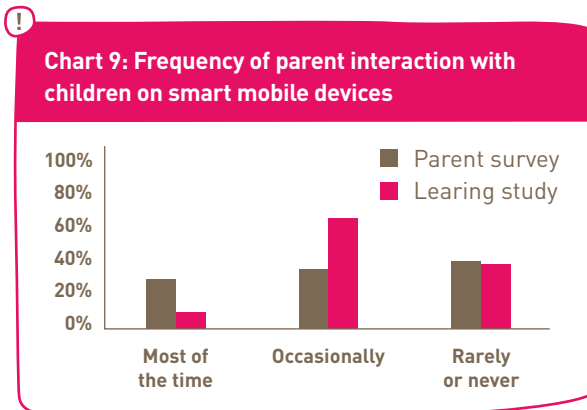 !
Chart 9: Frequency of parent interaction with
children on smart mobile devices
100%
80%
60%
40%
20%
0%
Parent survey
Learing study
Most of
the time
Occasionally
Rarely
or never